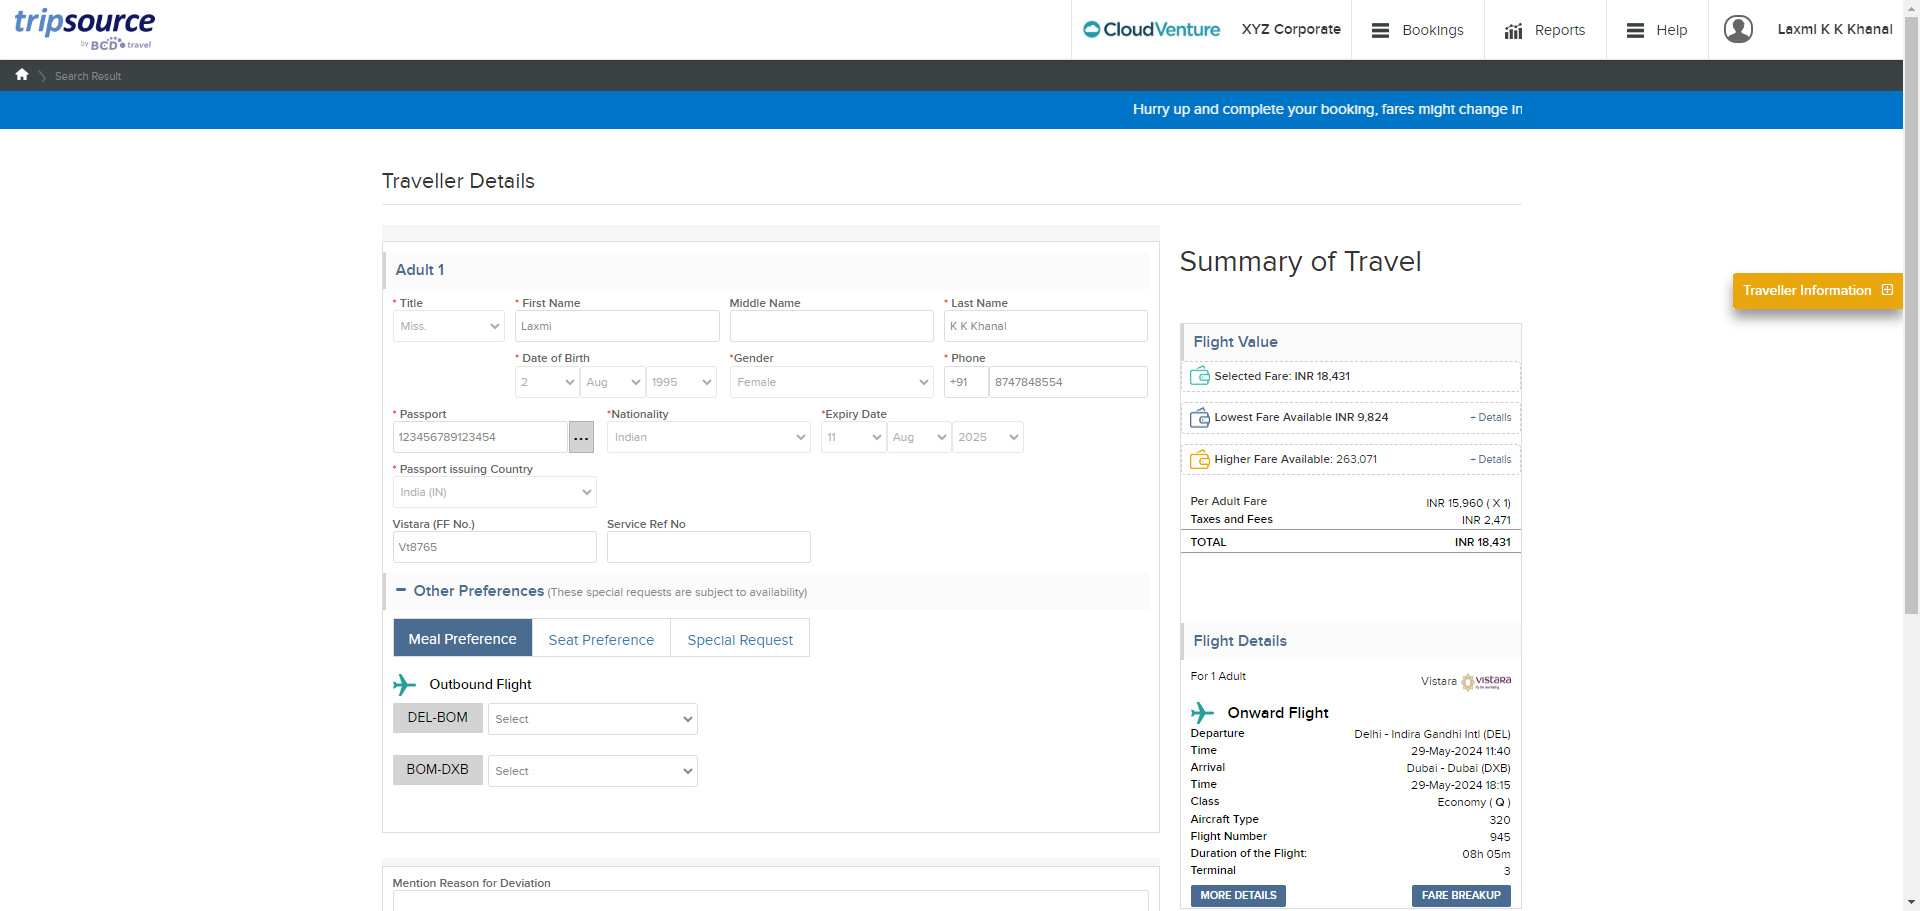 tripsource
by BCD travel
CloudVenture
XYZ Corporate
Bookings
Reports
Help
Laxmi K K Khanal
Search Result
Hurry up and complete your booking, fares might change in
Traveller Details
Adult 1
* Title
* First Name
Middle Name
* Last Name
Miss.
Laxmi
K K Khanal
* Date of Birth
*Gender
* Phone
2
Aug
1995
Female
+91
8747848554
* Passport
*Nationality
*Expiry Date
123456789123454
...
Indian
11
Aug
2025
* Passport issuing Country
India (IN)
Vistara (FF No.)
Service Ref No
Vt8765
Other Preferences (These special requests are subject to availability)
Meal Preference
Seat Preference
Special Request
Outbound Flight
DEL-BOM
Select
BOM-DXB
Select
Mention Reason for Deviation
Summary of Travel
Traveller Information
Flight Value
Selected Fare: INR 18,431
Lowest Fare Available INR 9,824
+ Details
Higher Fare Available: 263,071
+ Details
Per Adult Fare
INR 15,960 ( X 1)
Taxes and Fees
INR 2,471
TOTAL
INR 18,431
Flight Details
For 1 Adult
Vistara
VISTARA
Onward Flight
Departure
Delhi - Indira Gandhi Intl (DEL)
Time
29-May-2024 11:40
Arrival
Dubai - Dubai (DXB)
Time
29-May-2024 18:15
Class
Economy ( Q )
Aircraft Type
320
Flight Number
945
Duration of the Flight:
08h 05m
Terminal
3
MORE DETAILS
FARE BREAKUP